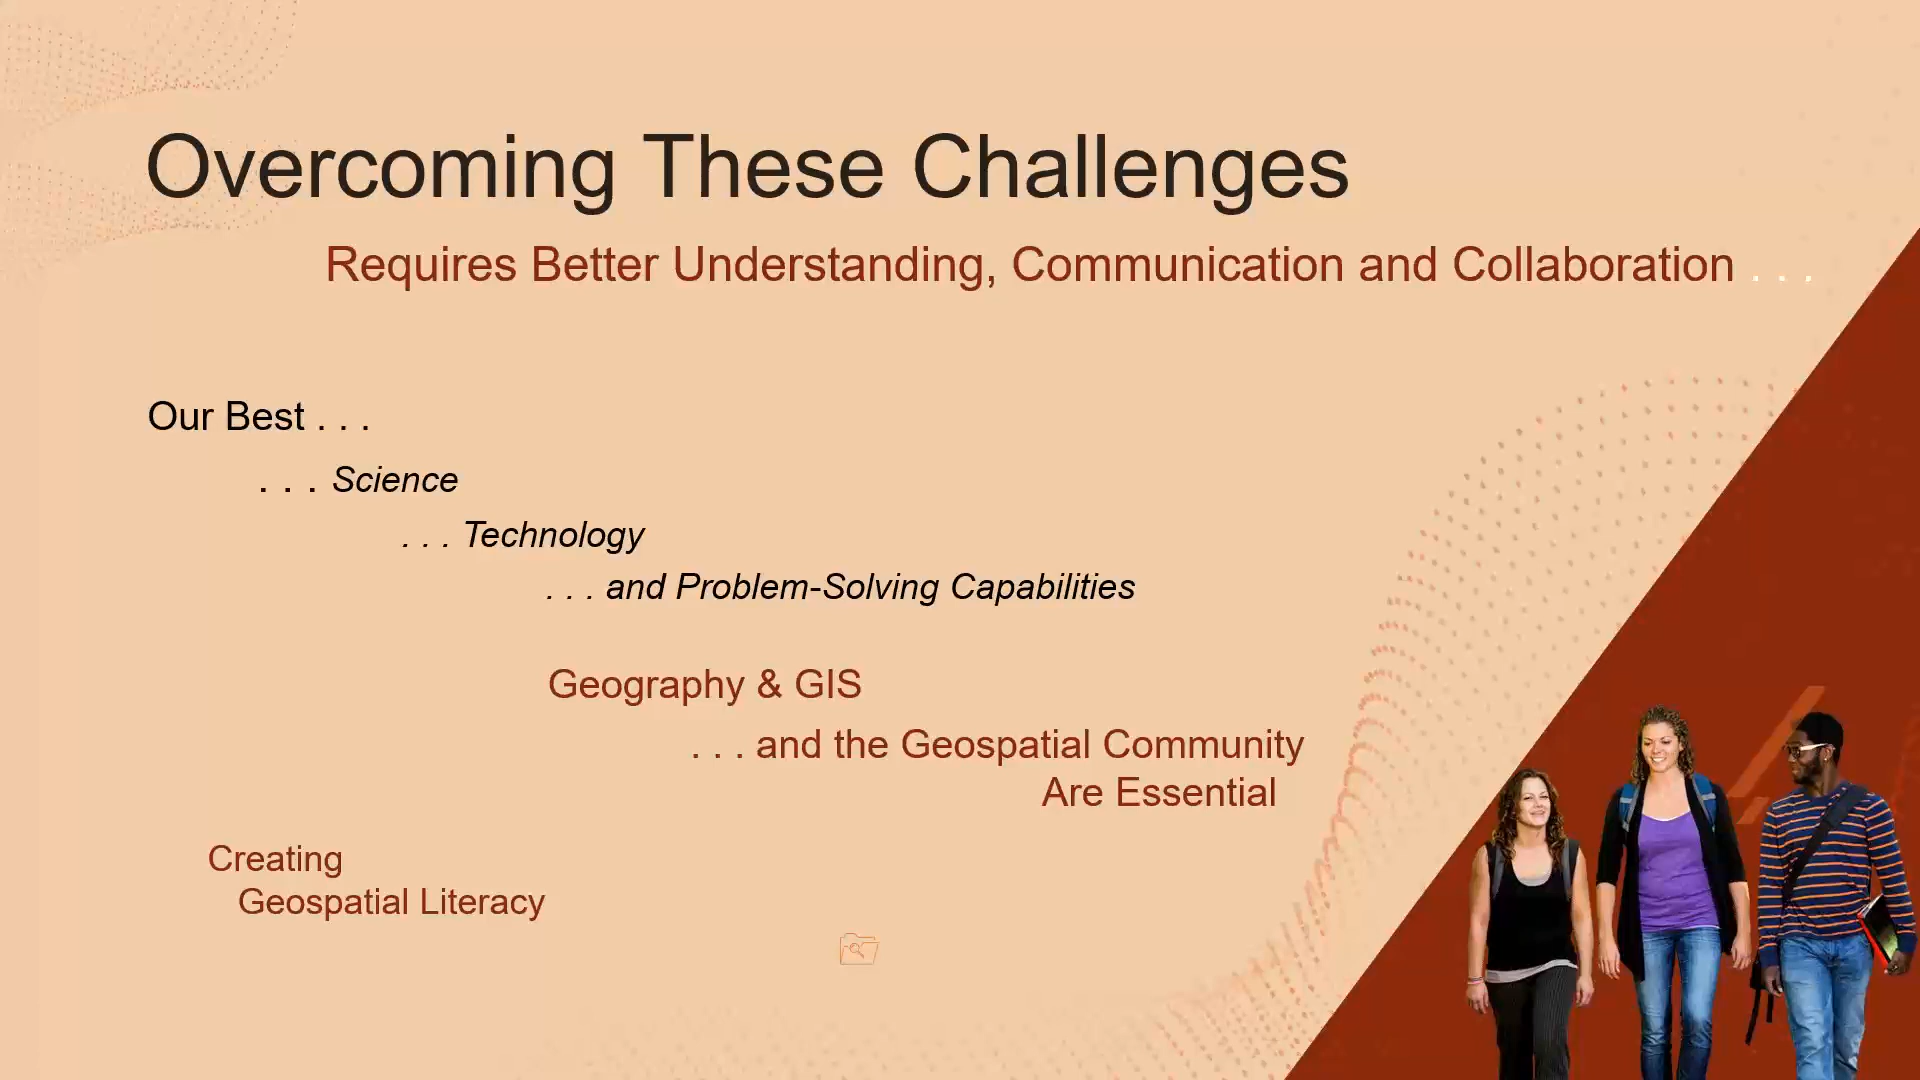 Overcoming These Challenges
Requires Better Understanding, Communication and Collaboration . . .
Our Best . . .
. . . Science
. . . Technology
. . . and Problem-Solving Capabilities
Geography & GIS
. . . and the Geospatial Community
Are Essential
Creating
Geospatial Literacy